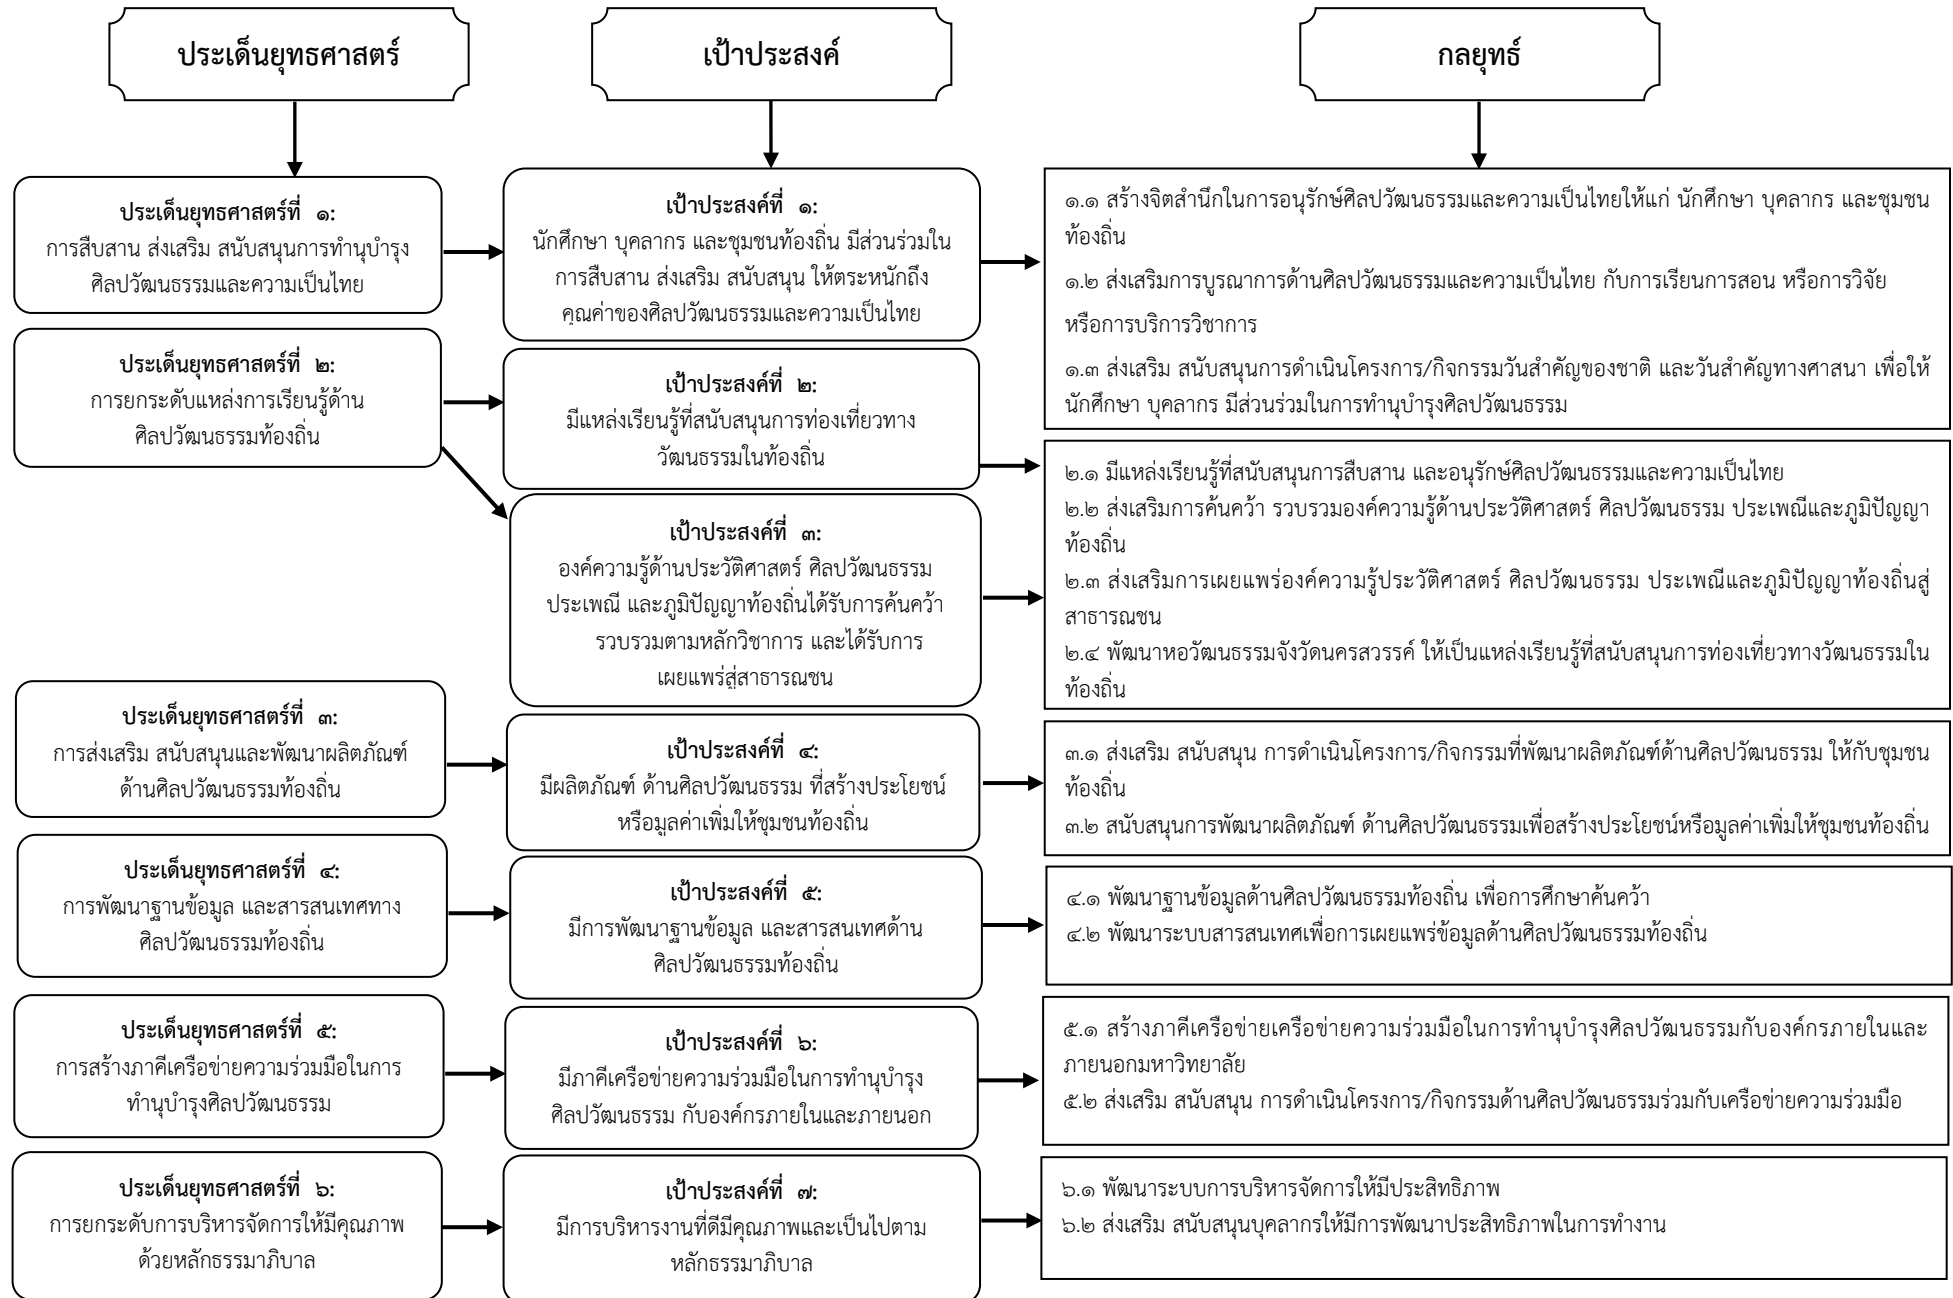 ประเด็นยุทธศาสตร์
เป้าประสงค์
กลยุทธ์
ประเด็นยุทธศาสตร์ที่ ๑:
การสืบสาน ส่งเสริม สนับสนุนการทำนุบำรุง
ศิลปวัฒนธรรมและความเป็นไทย
เป้าประสงค์ที่ ๑:
นักศึกษา บุคลากร และชุมชนท้องถิ่น มีส่วนร่วมใน
การสืบสาน ส่งเสริม สนับสนุน ให้ตระหนักถึง
คุณค่าของศิลปวัฒนธรรมและความเป็นไทย
๑.๑ สร้างจิตสำนึกในการอนุรักษ์ศิลปวัฒนธรรมและความเป็นไทยให้แก่ นักศึกษา บุคลากร และชุมชน
ท้องถิ่น
๑.๒ ส่งเสริมการบูรณาการด้านศิลปวัฒนธรรมและความเป็นไทย กับการเรียนการสอน หรือการวิจัย
หรือการบริการวิชาการ
๑.๓ ส่งเสริม สนับสนุนการดำเนินโครงการ/กิจกรรมวันสำคัญของชาติ และวันสำคัญทางศาสนา เพื่อให้
นักศึกษา บุคลากร มีส่วนร่วมในการทำนุบำรุงศิลปวัฒนธรรม
ประเด็นยุทธศาสตร์ที่ ๒:
การยกระดับแหล่งการเรียนรู้ด้าน
ศิลปวัฒนธรรมท้องถิ่น
เป้าประสงค์ที่ ๒:
มีแหล่งเรียนรู้ที่สนับสนุนการท่องเที่ยวทาง
วัฒนธรรมในท้องถิ่น
เป้าประสงค์ที่ ๓:
องค์ความรู้ด้านประวัติศาสตร์ ศิลปวัฒนธรรม
ประเพณี และภูมิปัญญาท้องถิ่นได้รับการค้นคว้า
รวบรวมตามหลักวิชาการ และได้รับการ
เผยแพร่สู่สาธารณชน
๒.๑ มีแหล่งเรียนรู้ที่สนับสนุนการสืบสาน และอนุรักษ์ศิลปวัฒนธรรมและความเป็นไทย
๒.๒ ส่งเสริมการค้นคว้า รวบรวมองค์ความรู้ด้านประวัติศาสตร์ ศิลปวัฒนธรรม ประเพณีและภูมิปัญญา
ท้องถิ่น
๒.๓ ส่งเสริมการเผยแพร่องค์ความรู้ประวัติศาสตร์ ศิลปวัฒนธรรม ประเพณีและภูมิปัญญาท้องถิ่นสู่
สาธารณชน
๒.๔ พัฒนาหอวัฒนธรรมจังวัดนครสวรรค์ ให้เป็นแหล่งเรียนรู้ที่สนับสนุนการท่องเที่ยวทางวัฒนธรรมใน
ท้องถิ่น
ประเด็นยุทธศาสตร์ที่ ๓:
การส่งเสริม สนับสนุนและพัฒนาผลิตภัณฑ์
ด้านศิลปวัฒนธรรมท้องถิ่น
เป้าประสงค์ที่ ๔:
มีผลิตภัณฑ์ ด้านศิลปวัฒนธรรม ที่สร้างประโยชน์
หรือมูลค่าเพิ่มให้ชุมชนท้องถิ่น
๓.๑ ส่งเสริม สนับสนุน การดำเนินโครงการ/กิจกรรมที่พัฒนาผลิตภัณฑ์ด้านศิลปวัฒนธรรม ให้กับชุมชน
ท้องถิ่น
๓.๒ สนับสนุนการพัฒนาผลิตภัณฑ์ ด้านศิลปวัฒนธรรมเพื่อสร้างประโยชน์หรือมูลค่าเพิ่มให้ชุมชนท้องถิ่น
ประเด็นยุทธศาสตร์ที่ ๔:
การพัฒนาฐานข้อมูล และสารสนเทศทาง
ศิลปวัฒนธรรมท้องถิ่น
เป้าประสงค์ที่ ๕:
มีการพัฒนาฐานข้อมูล และสารสนเทศด้าน
ศิลปวัฒนธรรมท้องถิ่น
๔.๑ พัฒนาฐานข้อมูลด้านศิลปวัฒนธรรมท้องถิ่น เพื่อการศึกษาค้นคว้า
๔.๒ พัฒนาระบบสารสนเทศเพื่อการเผยแพร่ข้อมูลด้านศิลปวัฒนธรรมท้องถิ่น
ประเด็นยุทธศาสตร์ที่ ๕:
การสร้างภาคีเครือข่ายความร่วมมือในการ
ทำนุบำรุงศิลปวัฒนธรรม
เป้าประสงค์ที่ ๖:
มีภาคีเครือข่ายความร่วมมือในการทำนุบำรุง
ศิลปวัฒนธรรม กับองค์กรภายในและภายนอก
๕.๑ สร้างภาคีเครือข่ายเครือข่ายความร่วมมือในการทำนุบำรุงศิลปวัฒนธรรมกับองค์กรภายในและ
ภายนอกมหาวิทยาลัย
๕.๒ ส่งเสริม สนับสนุน การดำเนินโครงการ/กิจกรรมด้านศิลปวัฒนธรรมร่วมกับเครือข่ายความร่วมมือ
ประเด็นยุทธศาสตร์ที่ ๖:
การยกระดับการบริหารจัดการให้มีคุณภาพ
ด้วยหลักธรรมาภิบาล
เป้าประสงค์ที่ ๗:
มีการบริหารงานที่ดีมีคุณภาพและเป็นไปตาม
หลักธรรมาภิบาล
๖.๑ พัฒนาระบบการบริหารจัดการให้มีประสิทธิภาพ
๖.๒ ส่งเสริม สนับสนุนบุคลากรให้มีการพัฒนาประสิทธิภาพในการทำงาน